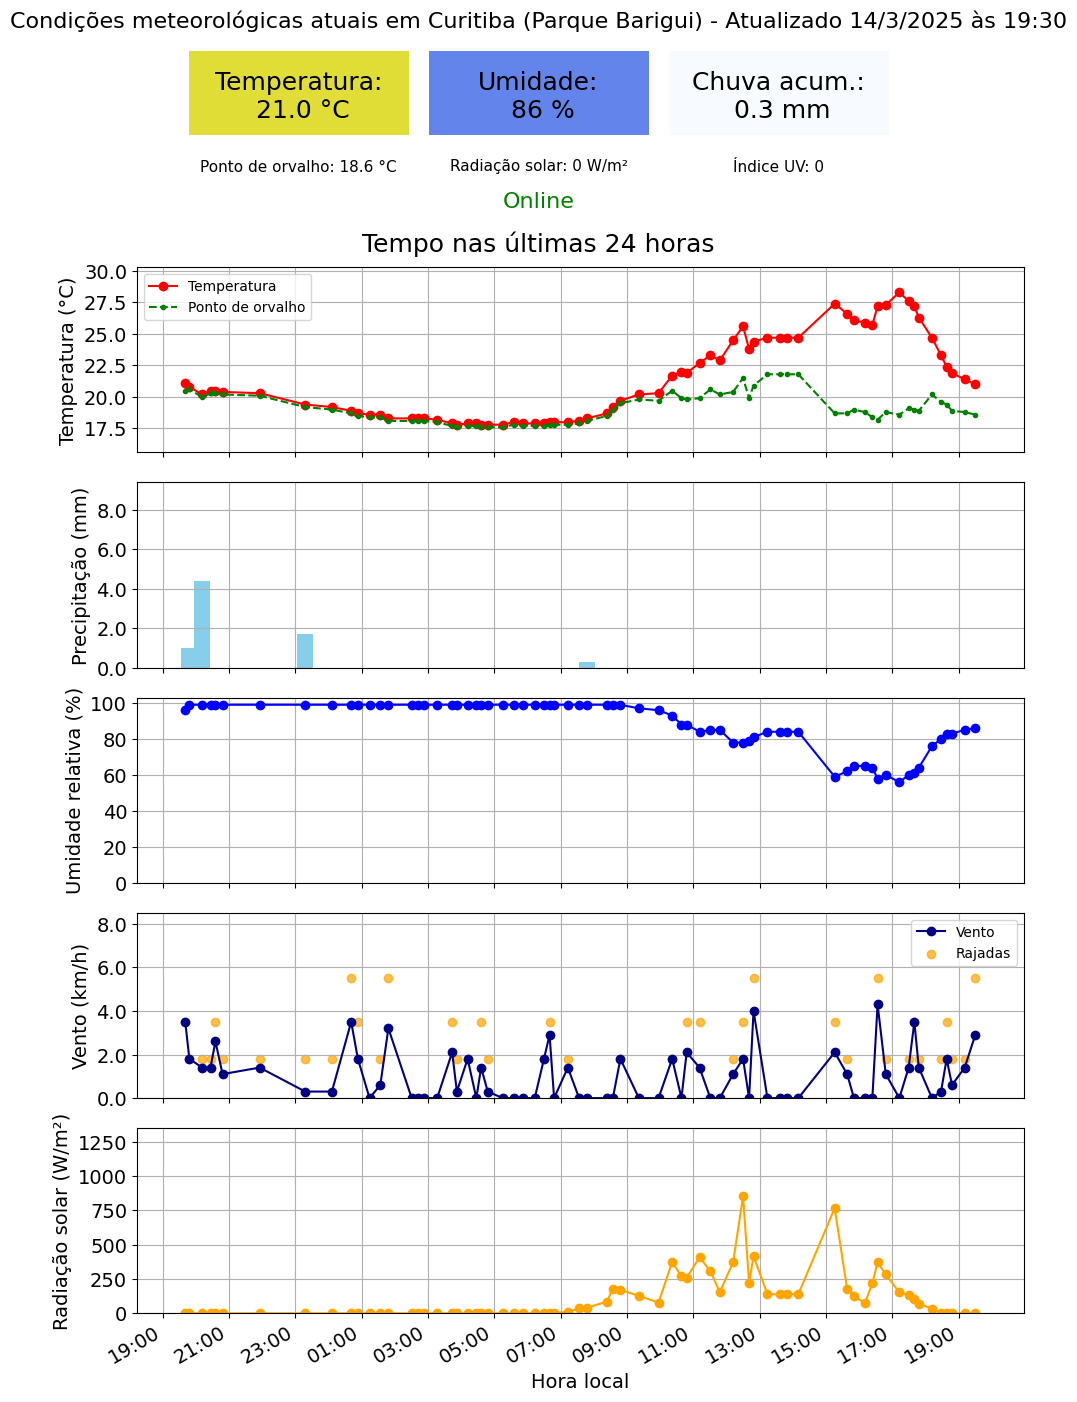 Condições meteorológicas atuais em Curitiba (Parque Barigui) - Atualizado 14/3/2025 às 19:30
Temperatura:
21.0 °C
Umidade:
86 %
Chuva acum.:
0.3 mm
Ponto de orvalho: 18.6 °C
Radiação solar: 0 W/m²
Índice UV: 0
Online
Tempo nas últimas 24 horas
Temperatura (°C)
30.0
27.5
25.0
22.5
20.0
17.5
Temperatura
Ponto de orvalho
Precipitação (mm)
8.0
6.0
4.0
2.0
0.0
Umidade relativa (%)
100
80
60
40
20
0
Vento (km/h)
8.0
6.0
4.0
2.0
0.0
Vento
Rajadas
Radiação solar (W/m²)
1250
1000
750
500
250
0
19:00
21:00
23:00
01:00
03:00
05:00
07:00
09:00
11:00
13:00
15:00
17:00
19:00
Hora local